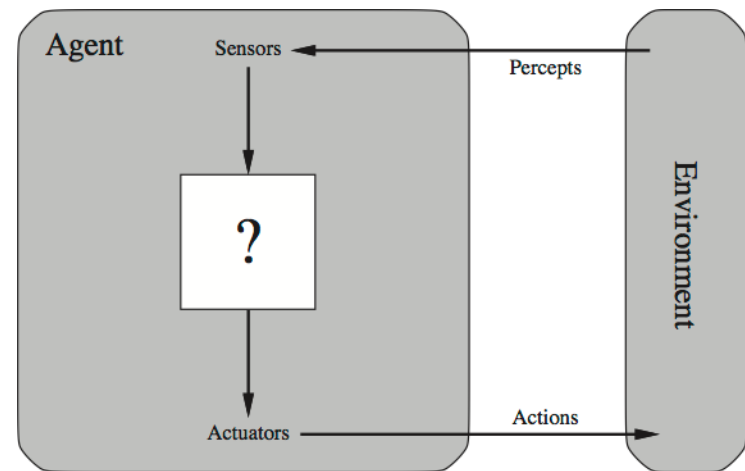 Agent
Sensors
Percepts
?
Environment
Actuators
Actions